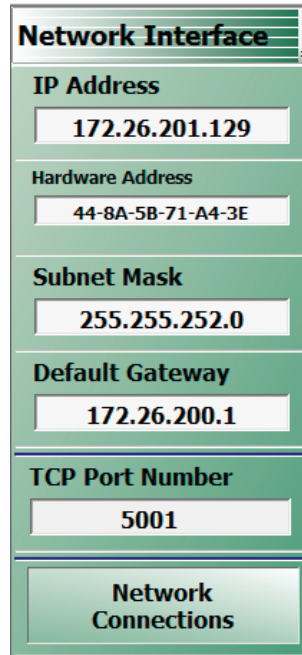 Network Interface
IP Address
172.26.201.129
Hardware Address
44-8A-5B-71-A4-3E
Subnet Mask
255.255.252.0
Default Gateway
172.26.200.1
TCP Port Number
5001
Network
Connections